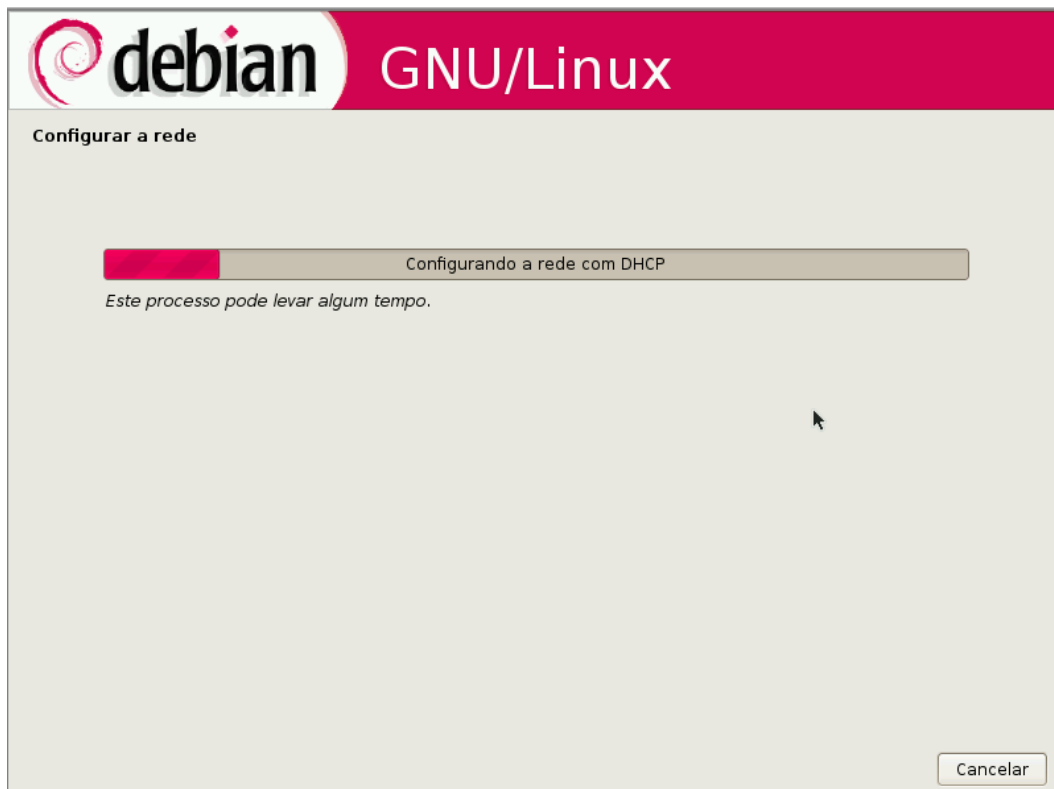 debian GNU/Linux
Configurar a rede
Configurando a rede com DHCP
Este processo pode levar algum tempo.
Cancelar